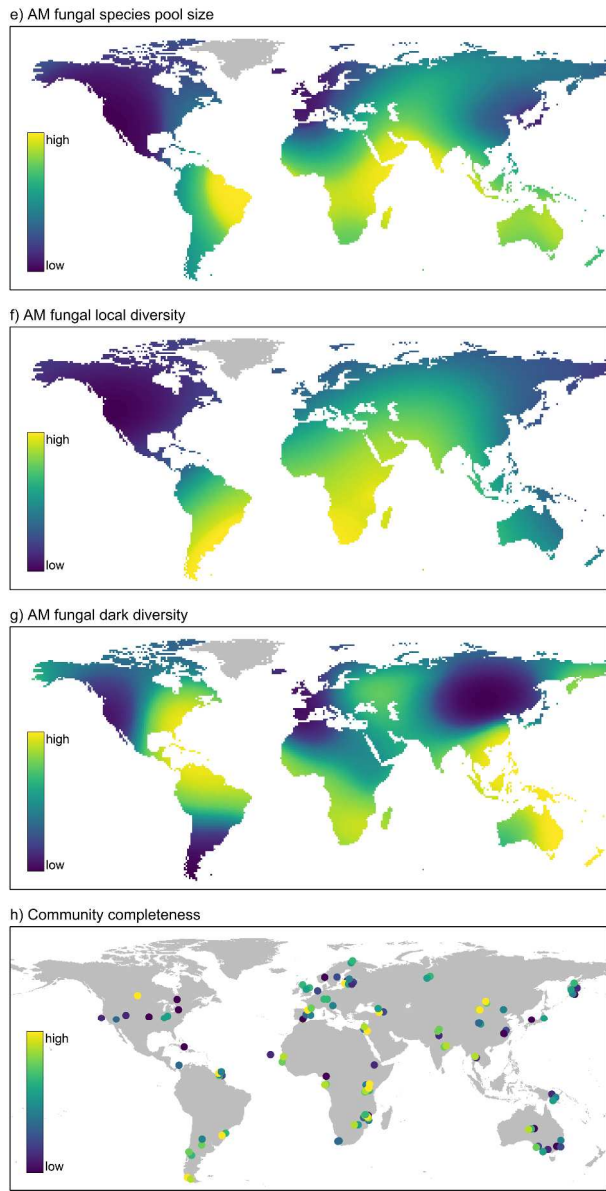 e) AM fungal species pool size
high
low
f) AM fungal local diversity
high
low
g) AM fungal dark diversity
high
low
h) Community completeness
high
low